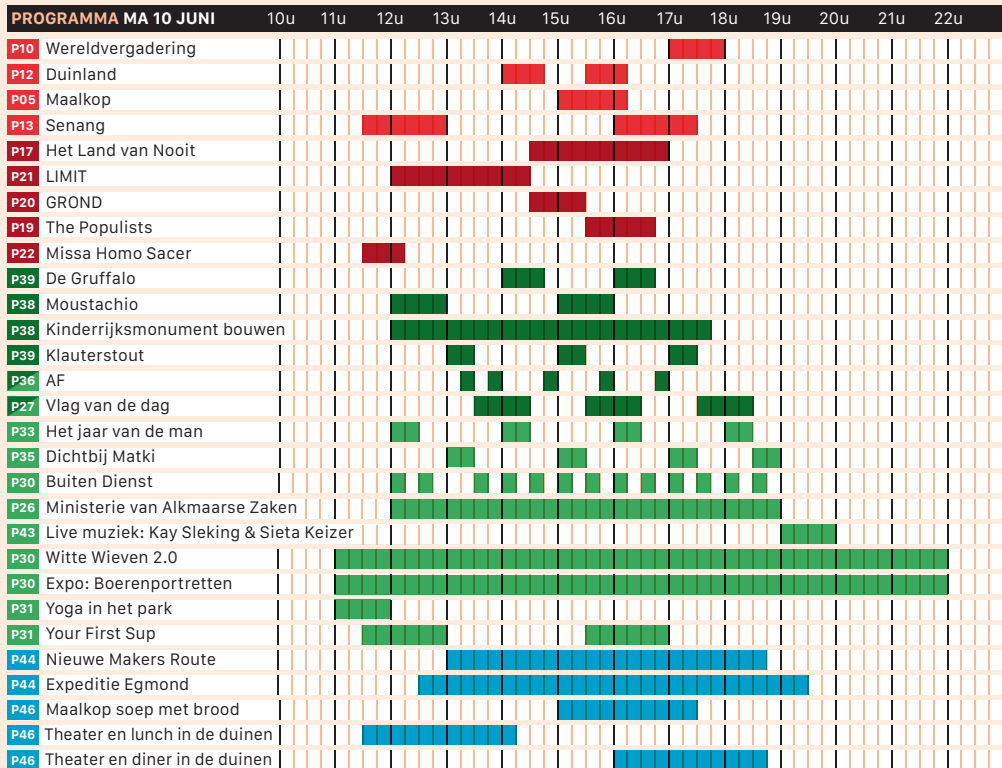 PROGRAMMA MA 10 JUNI 10u 11u 12u 13u 14u 15u 16u 17u 18u 19u 20u 21u 22u
P10 Wereldvergadering
P12 Duinland
P05 Maalkop
P13 Senang
P17 Het Land van Nooit
P21 LIMIT
P20 GROND
P19 The Populists
P22 Missa Homo Sacer
P39 De Gruffalo
P38 Moustachio
P38 Kinderrijksmonument bouwen
P39 Klauterstout
P36 AF
P27 Vlag van de dag
P33 Het jaar van de man
P35 Dichtbij Matki
P30 Buiten Dienst
P26 Ministerie van Alkmaarse Zaken
P43 Live muziek: Kay Sleking & Sieta Keizer
P30 Witte Wieven 2.0
P30 Expo: Boerenportretten
P31 Yoga in het park
P31 Your First Sup
P44 Nieuwe Makers Route
P44 Expeditie Egmond
P46 Maalkop soep met brood
P46 Theater en lunch in de duinen
P46 Theater en diner in de duinen